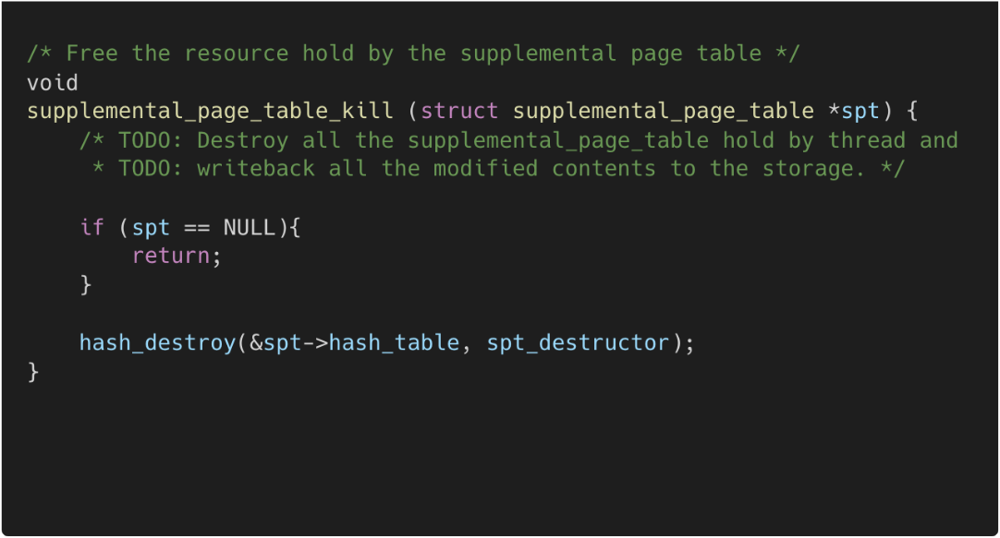 /* Free the resource hold by the supplemental page table */
void
supplemental_page_table_kill (struct supplemental_page_table *spt) {
    /* TODO: Destroy all the supplemental_page_table hold by thread and
     * TODO: writeback all the modified contents to the storage. */

    if (spt == NULL){
        return;
    }

    hash_destroy(&spt->hash_table, spt_destructor);
}